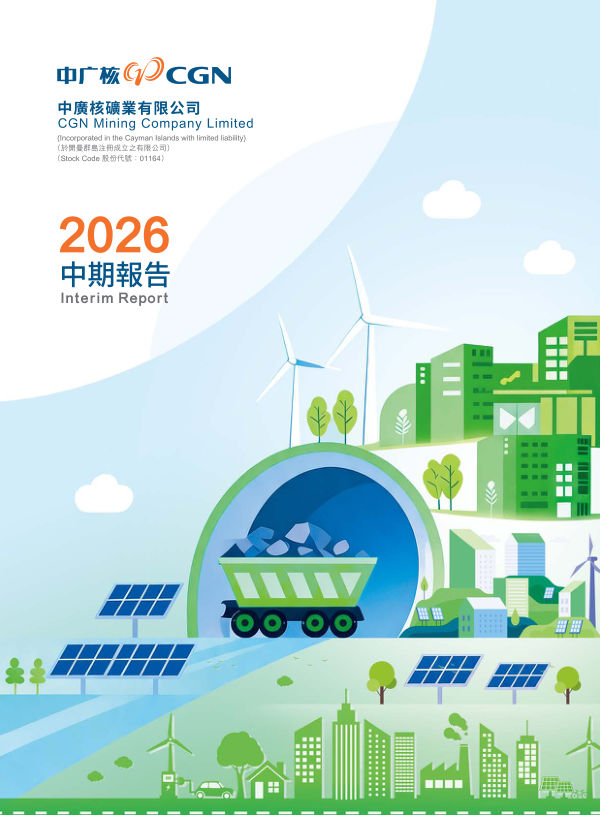 中广核 CGN
中廣核礦業有限公司
CGN Mining Company Limited
(Incorporated in the Cayman Islands with limited liability)
(於開曼群島注冊成立之有限公司)
(Stock Code 股份代號：01164)
2026
中期報告
Interim Report